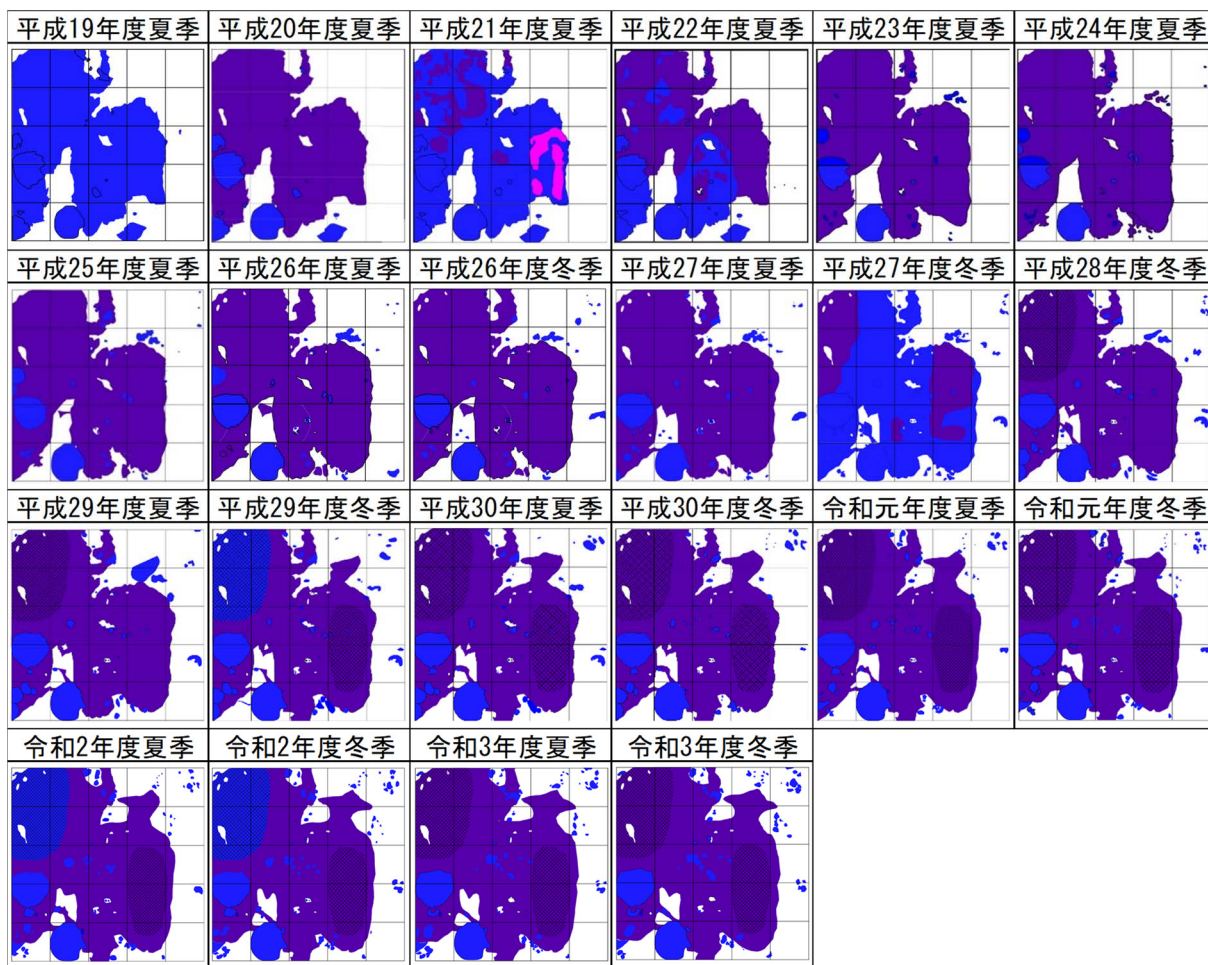 平成19年度夏季
平成20年度夏季
平成21年度夏季
平成22年度夏季
平成23年度夏季
平成24年度夏季
平成25年度夏季
平成26年度夏季
平成26年度冬季
平成27年度夏季
平成27年度冬季
平成28年度冬季
平成29年度夏季
平成29年度冬季
平成30年度夏季
平成30年度冬季
令和元年度夏季
令和元年度冬季
令和2年度夏季
令和2年度冬季
令和3年度夏季
令和3年度冬季